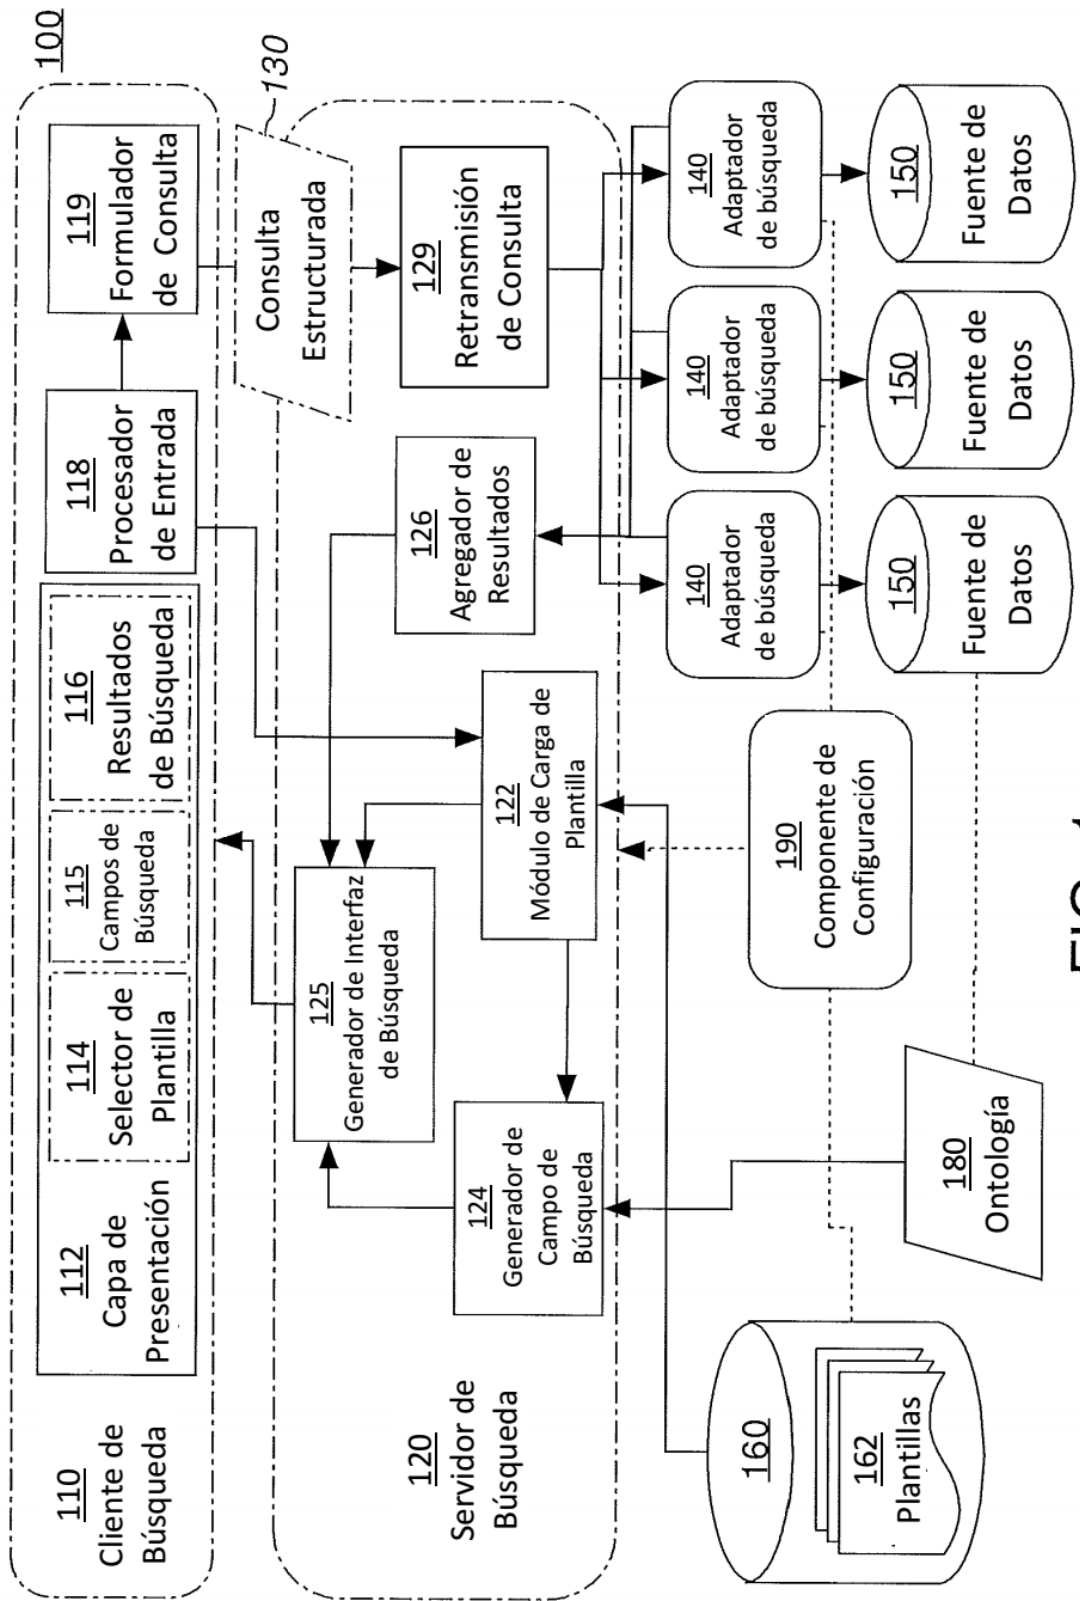 100
110
Cliente de
Búsqueda
112
Capa de
Presentación
114
Selector de
Plantilla
115
Campos de
Búsqueda
116
Resultados
de Búsqueda
118
Procesador
de Entrada
119
Formulador
de Consulta
130
Consulta
Estructurada
120
Servidor de
Búsqueda
125
Generador de Interfaz
de Búsqueda
126
Agregador de
Resultados
129
Retransmisión
de Consulta
124
Generador de
Campo de
Búsqueda
122
Módulo de Carga de
Plantilla
140
Adaptador
de búsqueda
140
Adaptador
de búsqueda
140
Adaptador
de búsqueda
160
162
Plantillas
180
Ontología
190
Componente de
Configuración
150
Fuente de
Datos
150
Fuente de
Datos
150
Fuente de
Datos